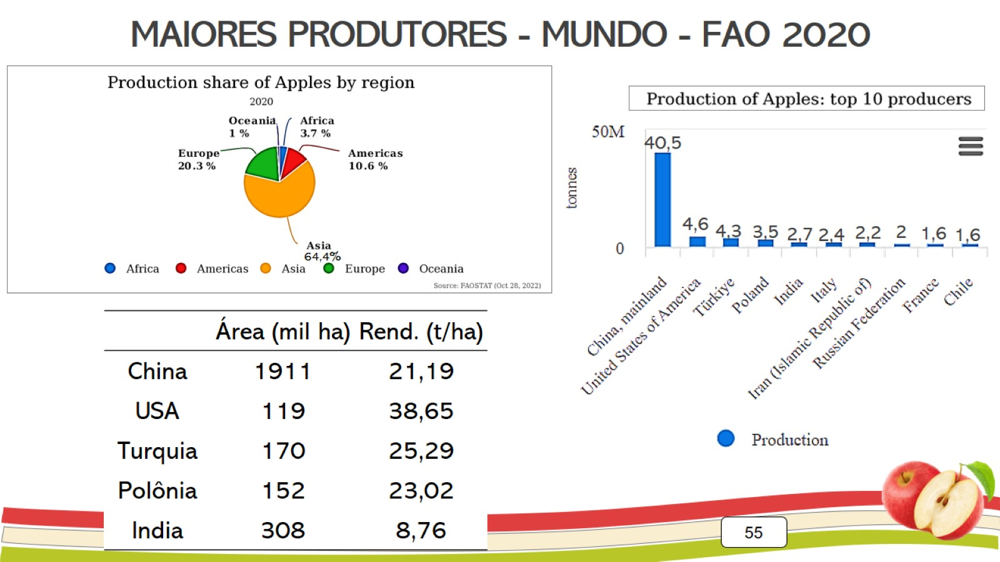 MAIORES PRODUTORES - MUNDO - FAO 2020
Production share of Apples by region
2020
Oceania
1 %
Africa
3.7 %
Europe
20.3 %
Americas
10.6 %
Asia
64,4%
Africa Americas Asia Europe Oceania
Source: FAOSTAT (Oct 28, 2022)
Production of Apples: top 10 producers
50M
tonnes
0
40,5 4,6 4,3 3,5 2,7 2,4 2,2 2 1,6 1,6
China, mainland
United States of America
Türkiye
Poland
India
Italy
Iran (Islamic Republic of)
Russian Federation
France
Chile
Production
Área (mil ha) Rend. (t/ha)
China 1911 21,19
USA 119 38,65
Turquia 170 25,29
Polônia 152 23,02
India 308 8,76
55